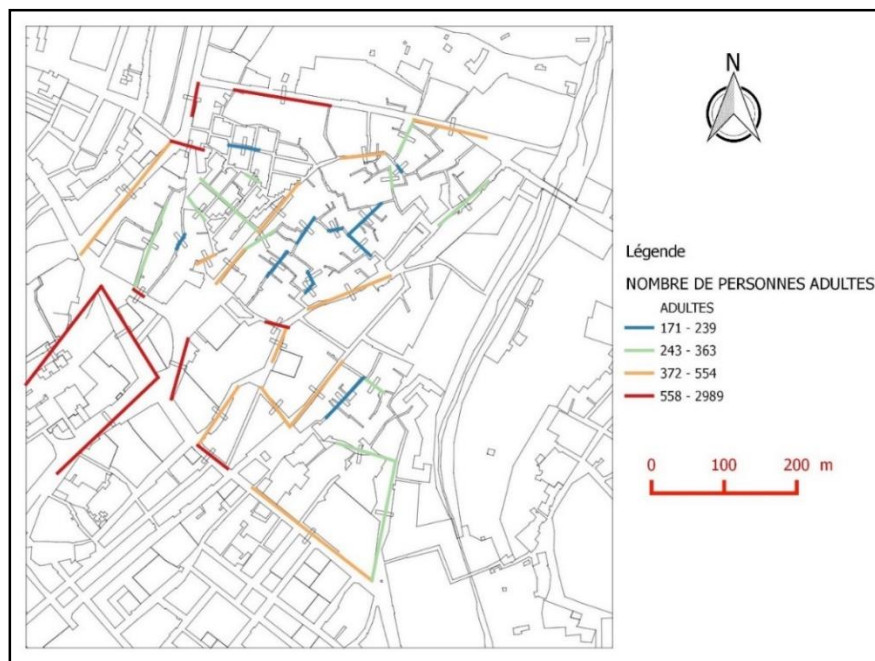 N
Légende
NOMBRE DE PERSONNES ADULTES
ADULTES
171 - 239
243 - 363
372 - 554
558 - 2989
0 100 200 m